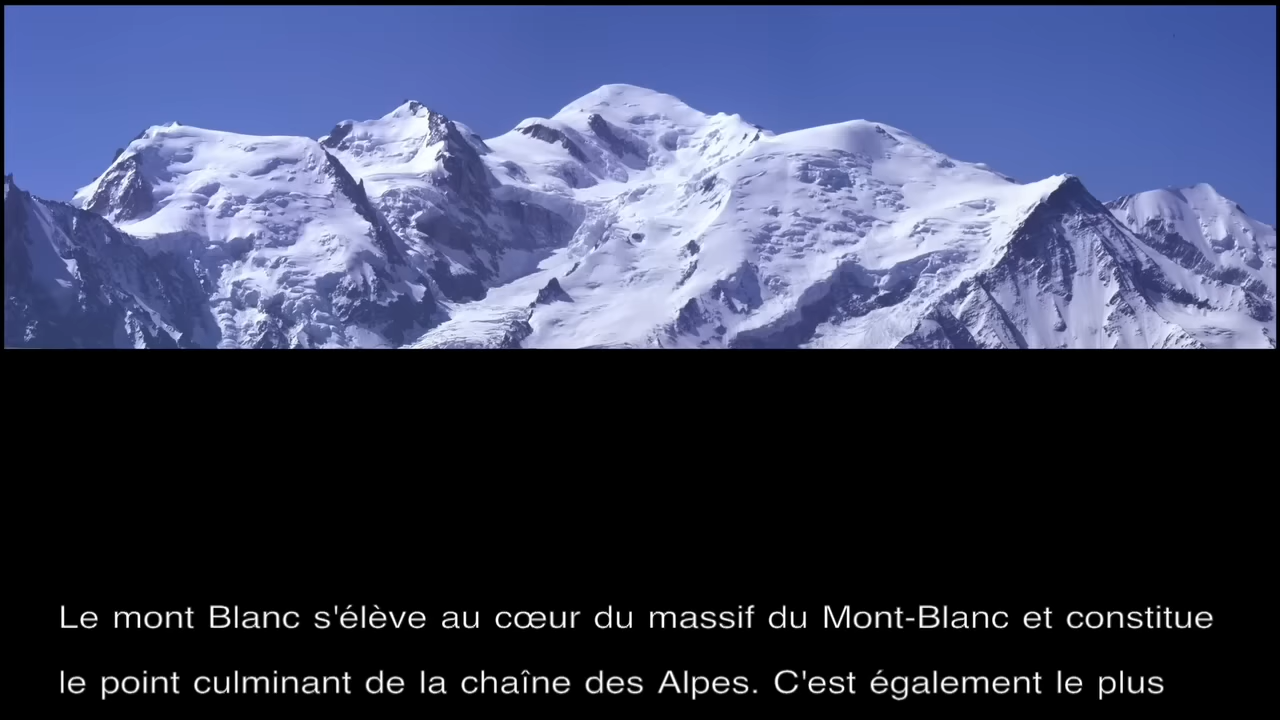 Le mont Blanc s'élève au cœur du massif du Mont-Blanc et constitue
le point culminant de la chaîne des Alpes. C'est également le plus